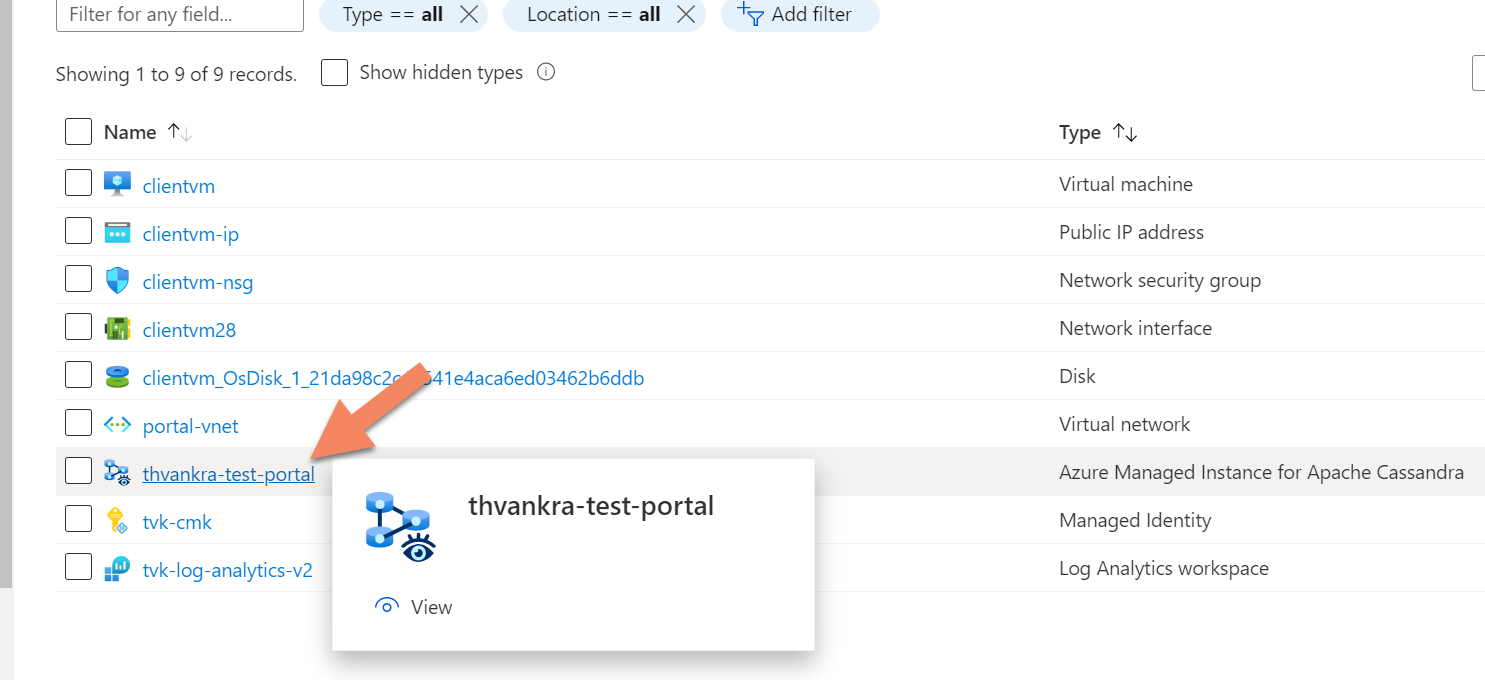 Filter for any field... Type == all Location == all Add filter
Showing 1 to 9 of 9 records. Show hidden types
Name Type
clientvm Virtual machine
clientvm-ip Public IP address
clientvm-nsg Network security group
clientvm28 Network interface
clientvm_OsDisk_1_21da98c2 541e4aca6ed03462b6ddb Disk
portal-vnet Virtual network
thvankra-test-portal Azure Managed Instance for Apache Cassandra
thvankra-test-portal
tvk-cmk Managed Identity
tvk-log-analytics-v2 Log Analytics workspace
View